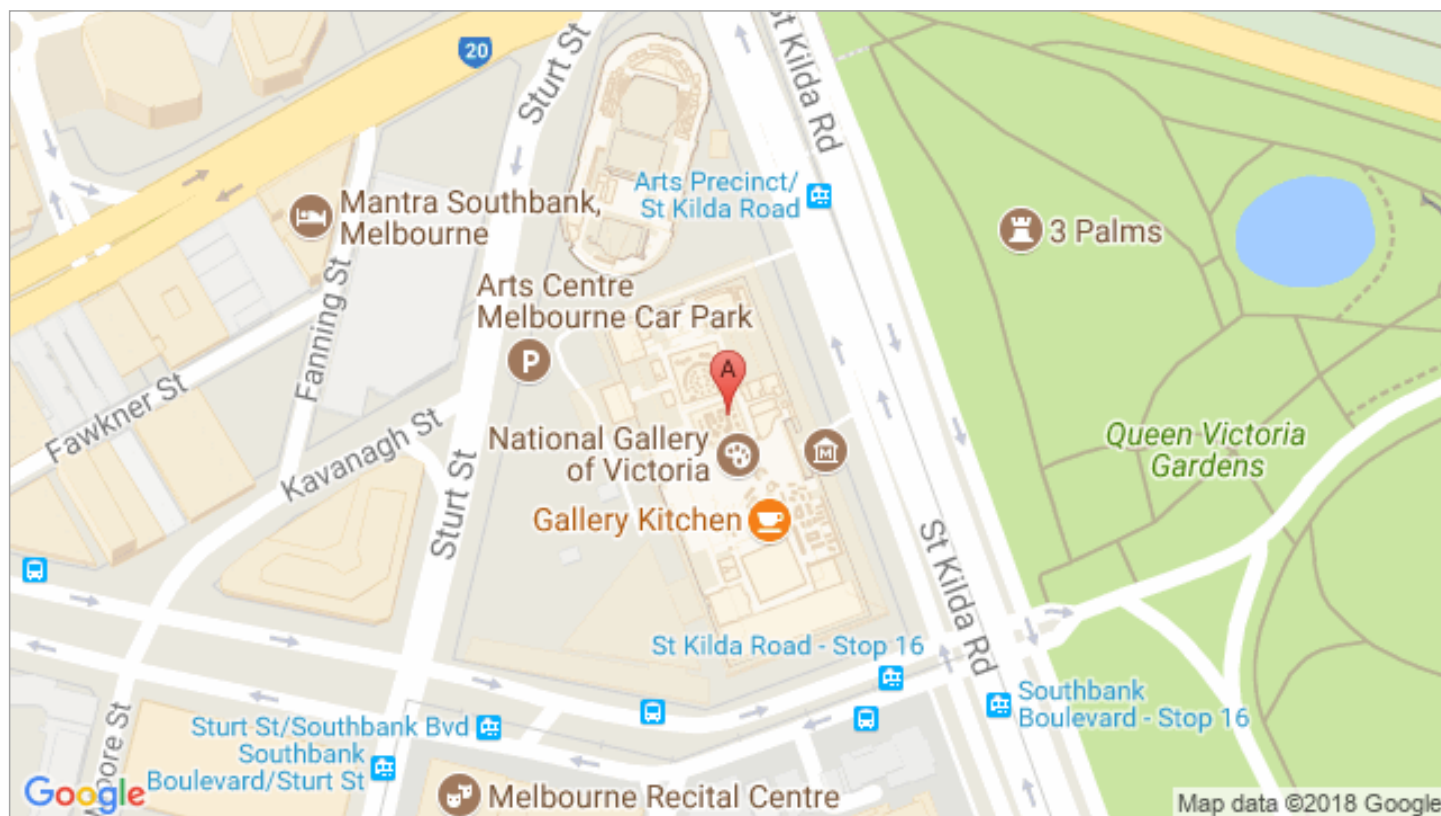 20
Sturt St
St Kilda Rd
Arts Precinct/
St Kilda Road
Mantra Southbank,
Melbourne
3 Palms
Arts Centre
Melbourne Car Park
P
Fanning St
A
Fawkner St
Kavanagh St
National Gallery
of Victoria
M
Queen Victoria
Gardens
Sturt St
Gallery Kitchen
St Kilda Rd
St Kilda Road - Stop 16
Southbank
Boulevard - Stop 16
Sturt St/Southbank Bvd
Southbank
Boulevard/Sturt St
Google
Melbourne Recital Centre
Map data ©2018 Google